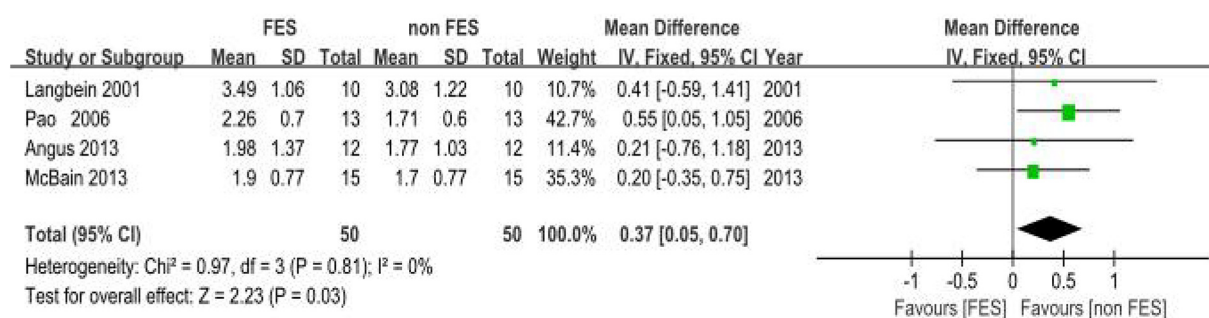 FES non FES Mean Difference Mean Difference
Study or Subgroup Mean SD Total Mean SD Total Weight IV, Fixed, 95% CI Year IV, Fixed, 95% CI
Langbein 2001 3.49 1.06 10 3.08 1.22 10 10.7% 0.41 [-0.59, 1.41] 2001
Pao 2006 2.26 0.7 13 1.71 0.6 13 42.7% 0.55 [0.05, 1.05] 2006
Angus 2013 1.98 1.37 12 1.77 1.03 12 11.4% 0.21 [-0.76, 1.18] 2013
McBain 2013 1.9 0.77 15 1.7 0.77 15 35.3% 0.20 [-0.35, 0.75] 2013
Total (95% CI) 50 50 100.0% 0.37 [0.05, 0.70]
Heterogeneity: Chi² = 0.97, df = 3 (P = 0.81); I² = 0%
Test for overall effect: Z = 2.23 (P = 0.03)
-1 -0.5 0 0.5 1
Favours [FES] Favours [non FES]